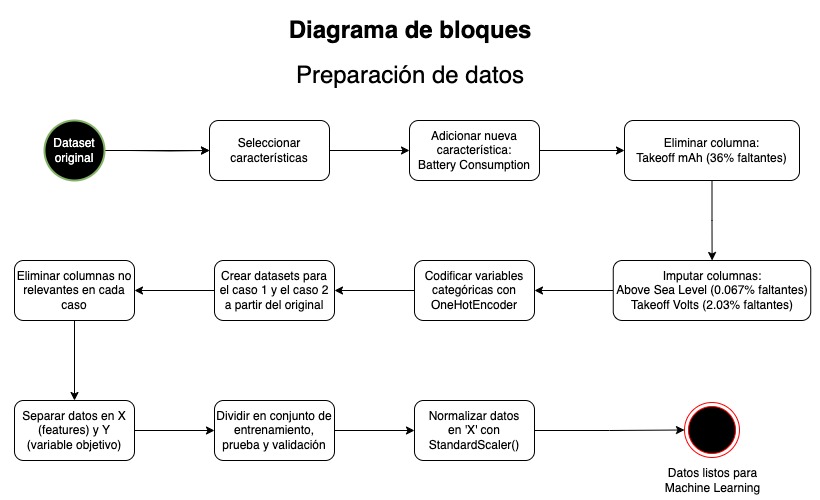 Diagrama de bloques
Preparación de datos
Dataset
original
Seleccionar
características
Adicionar nueva
característica:
Battery Consumption
Eliminar columna:
Takeoff mAh (36% faltantes)
Imputar columnas:
Above Sea Level (0.067% faltantes)
Takeoff Volts (2.03% faltantes)
Codificar variables
categóricas con
OneHotEncoder
Crear datasets para
el caso 1 y el caso 2
a partir del original
Eliminar columnas no
relevantes en cada
caso
Separar datos en X
(features) y Y
(variable objetivo)
Dividir en conjunto de
entrenamiento,
prueba y validación
Normalizar datos
en 'X' con
StandardScaler()
Datos listos para
Machine Learning